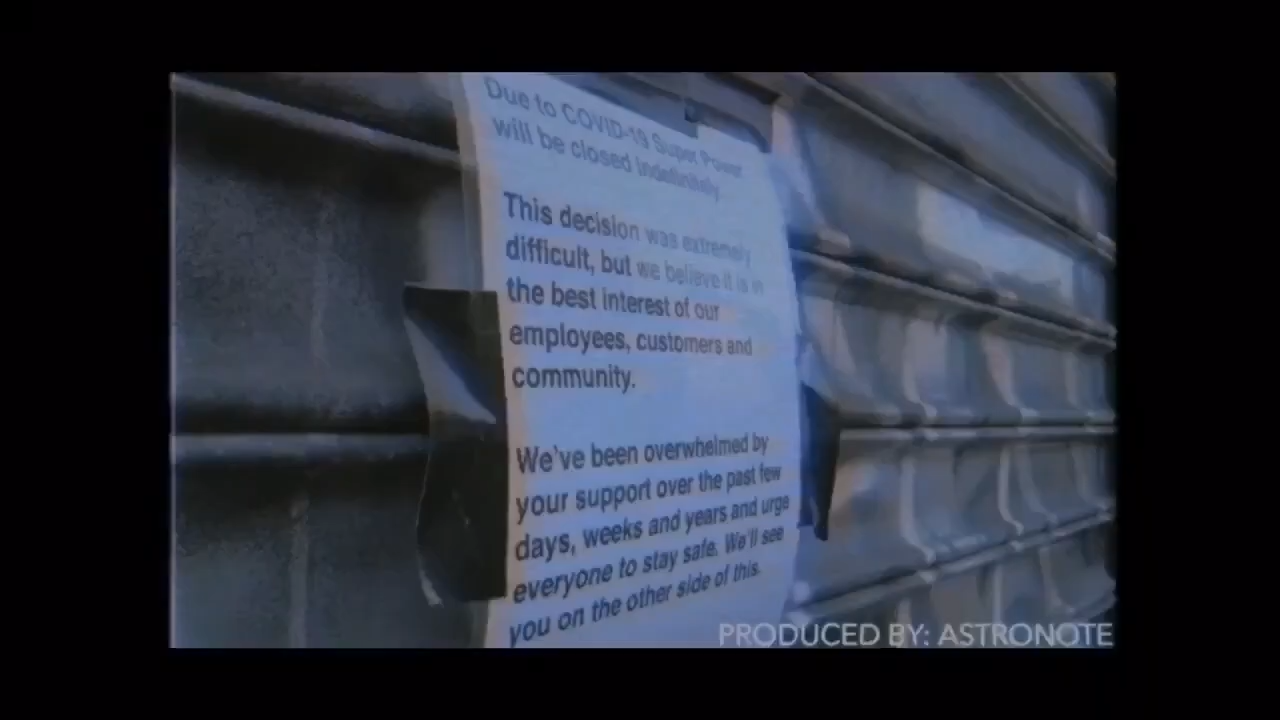 Due to COVID-19 Super Power
will be closed indefinitely.
This decision was extremely
difficult, but we believe it is in
the best interest of our
employees, customers and
community.
We've been overwhelmed by
your support over the past few
days, weeks and years and urge
everyone to stay safe. We'll see
you on the other side of this.
PRODUCED BY: ASTRONOTE